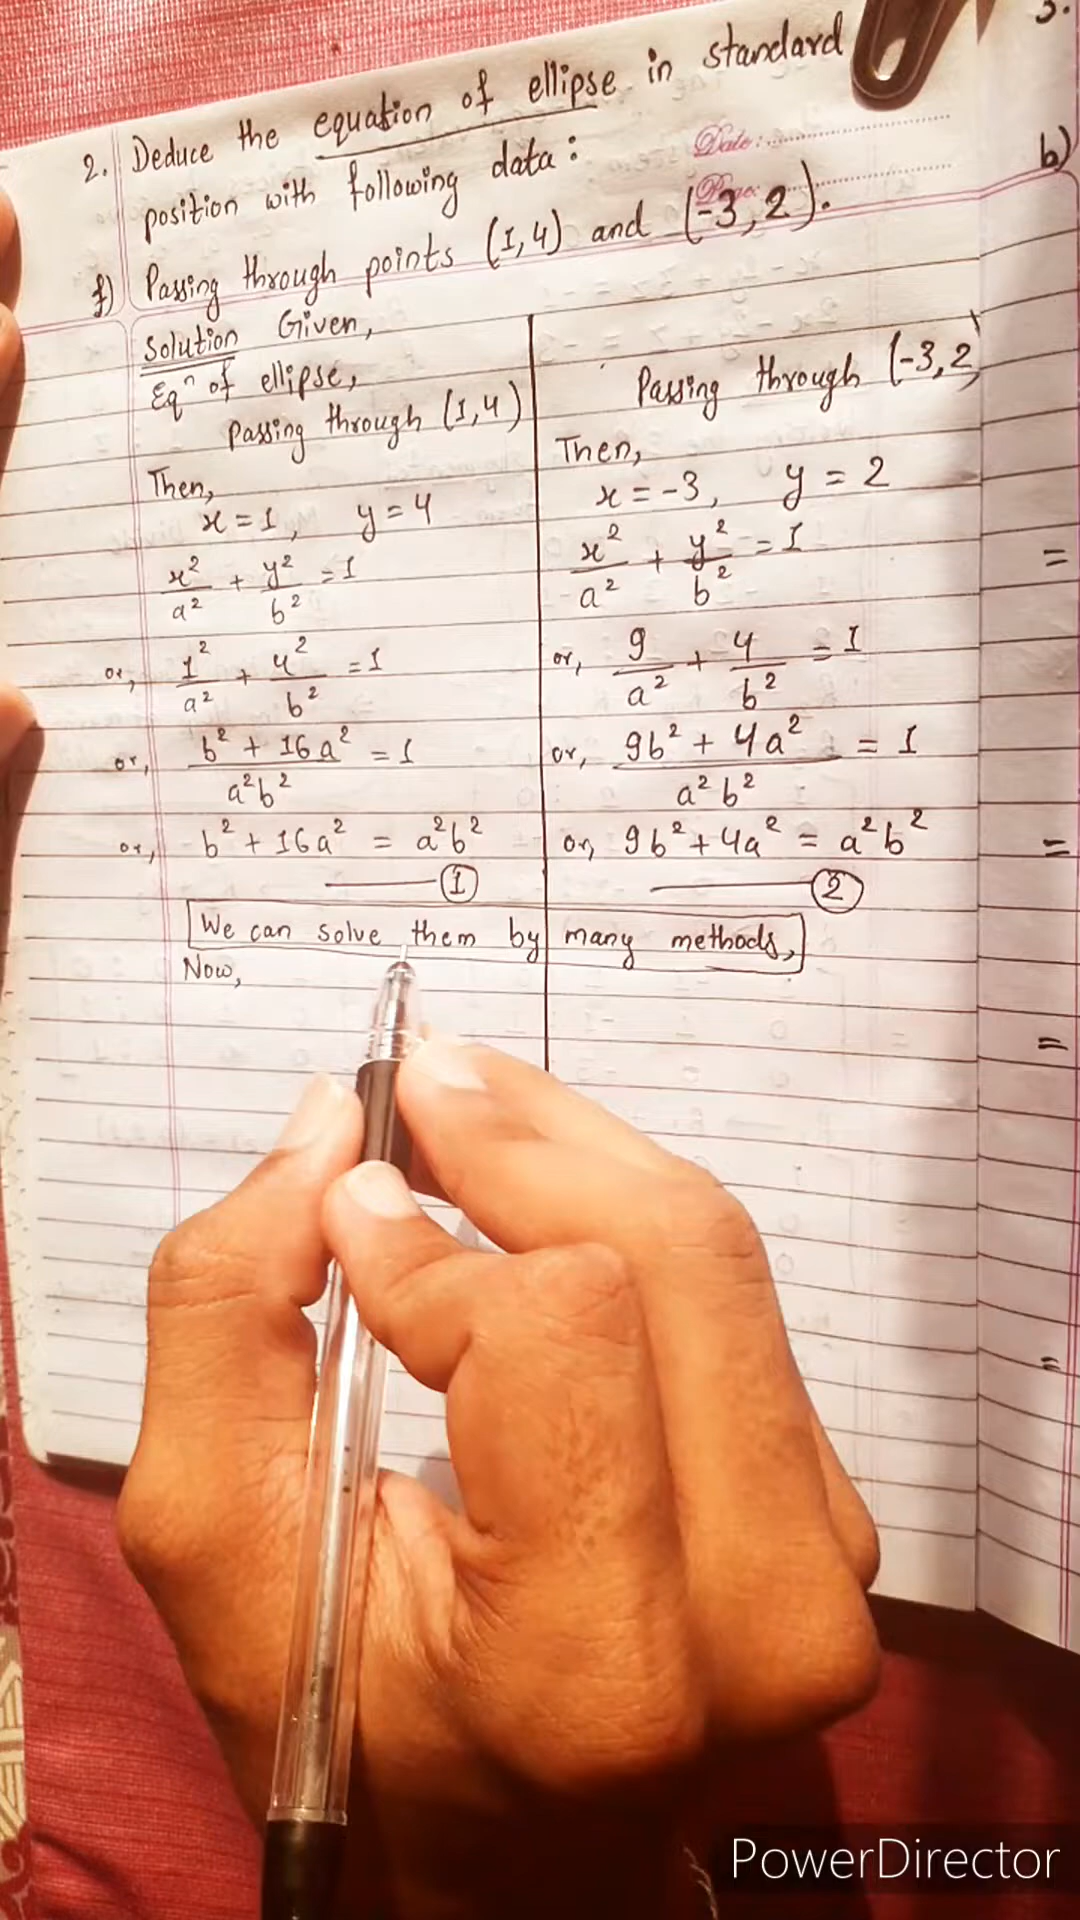 2. Deduce the equation of ellipse in standard
position with following data:
Date:
Page:
f) Passing through points (1,4) and (-3,2).
Solution Given,
Eqⁿ of ellipse,
passing through (1,4)
Then,
x = 1, y = 4
x²/a² + y²/b² = 1
or, 1²/a² + 4²/b² = 1
or, b² + 16a²/a²b² = 1
or, b² + 16a² = a²b²
①
Passing through (-3,2)
Then,
x = -3, y = 2
x²/a² + y²/b² = 1
or, 9/a² + 4/b² = 1
or, 9b² + 4a²/a²b² = 1
or, 9b² + 4a² = a²b²
②
We can solve them by many methods,
Now,
3.
b)
=
=
=
=
PowerDirector